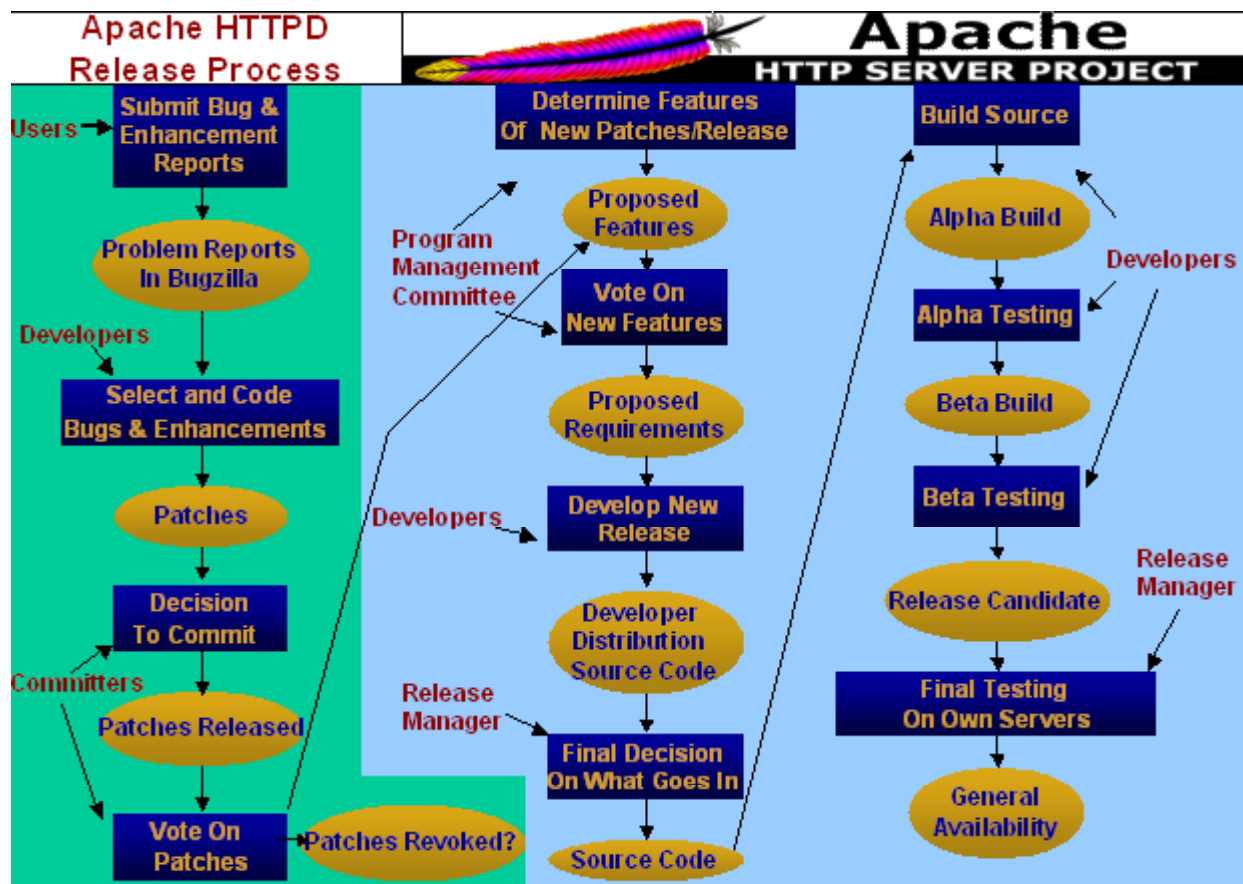 Apache HTTPD
Release Process
Apache
HTTP SERVER PROJECT
Users
Submit Bug &
Enhancement
Reports
Problem Reports
In Bugzilla
Developers
Select and Code
Bugs & Enhancements
Patches
Decision
To Commit
Committers
Patches Released
Vote On
Patches
Patches Revoked?
Determine Features
Of New Patches/Release
Proposed
Features
Program
Management
Committee
Vote On
New Features
Proposed
Requirements
Developers
Develop New
Release
Developer
Distribution
Source Code
Release
Manager
Final Decision
On What Goes In
Source Code
Build Source
Alpha Build
Developers
Alpha Testing
Beta Build
Beta Testing
Release
Manager
Release Candidate
Final Testing
On Own Servers
General
Availability